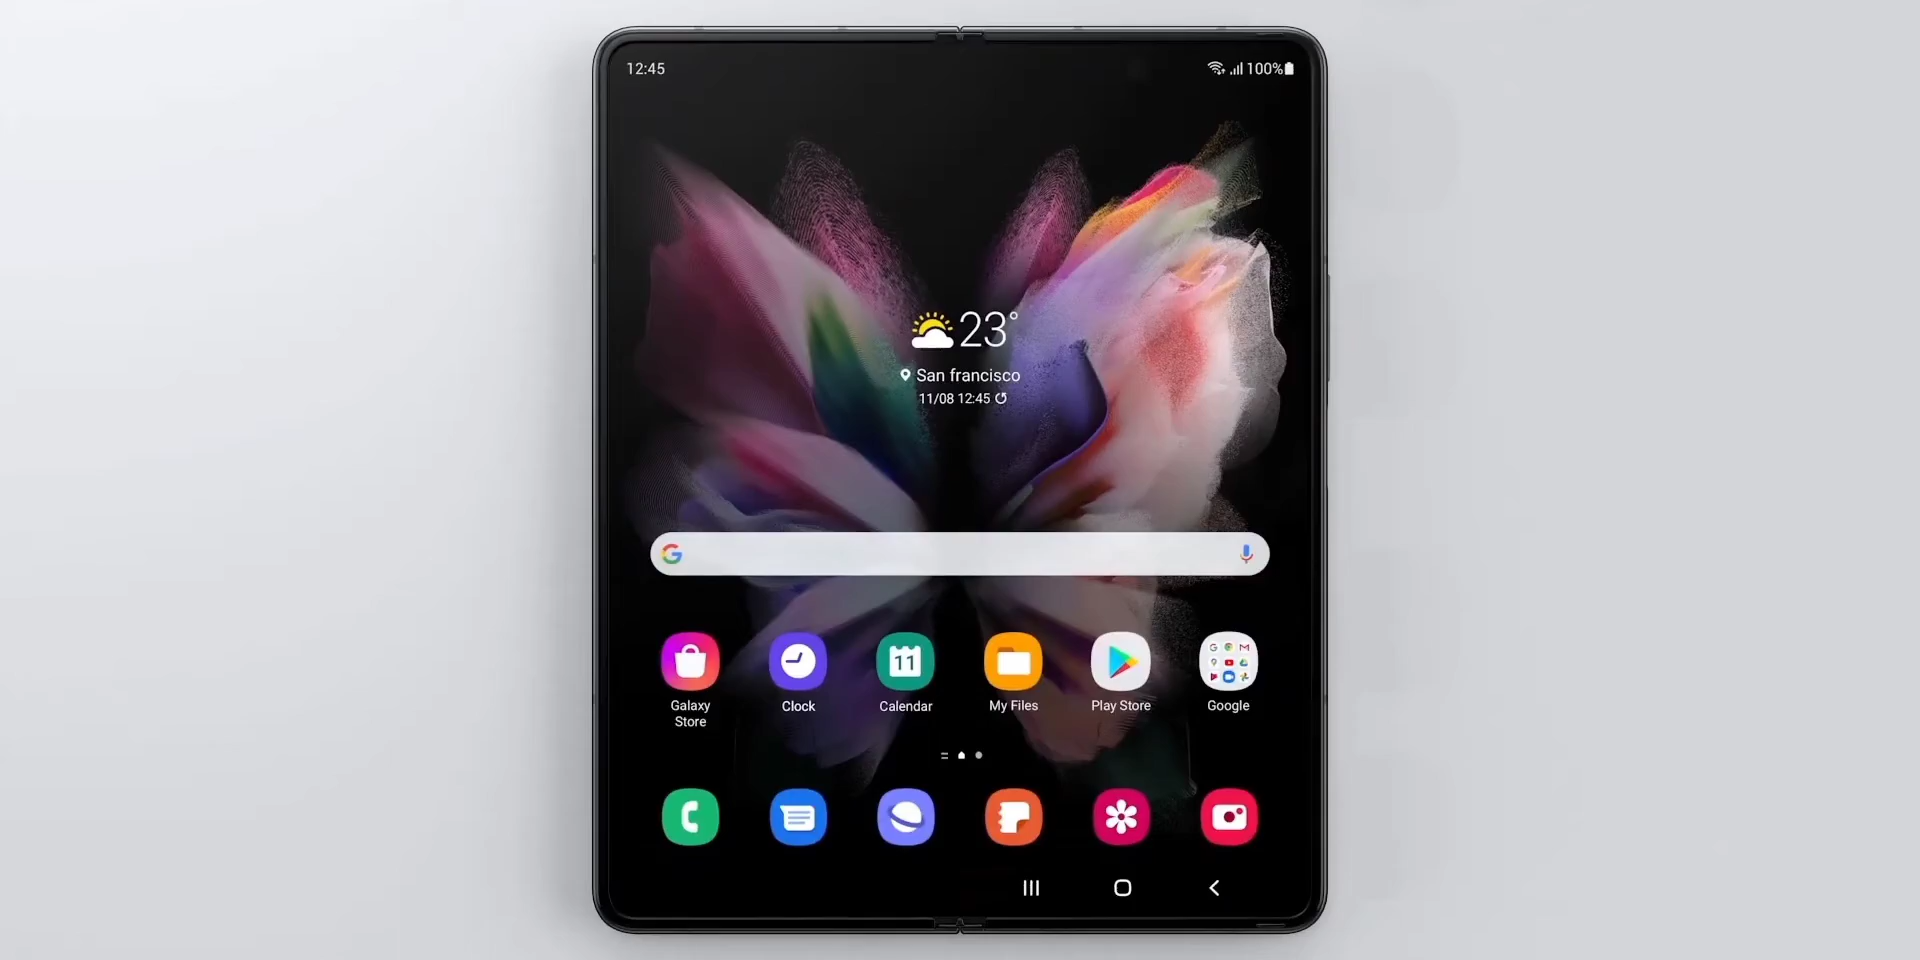 12:45
100%
23°
San francisco
11/08 12:45
G
11
Galaxy
Store
Clock
Calendar
My Files
Play Store
Google